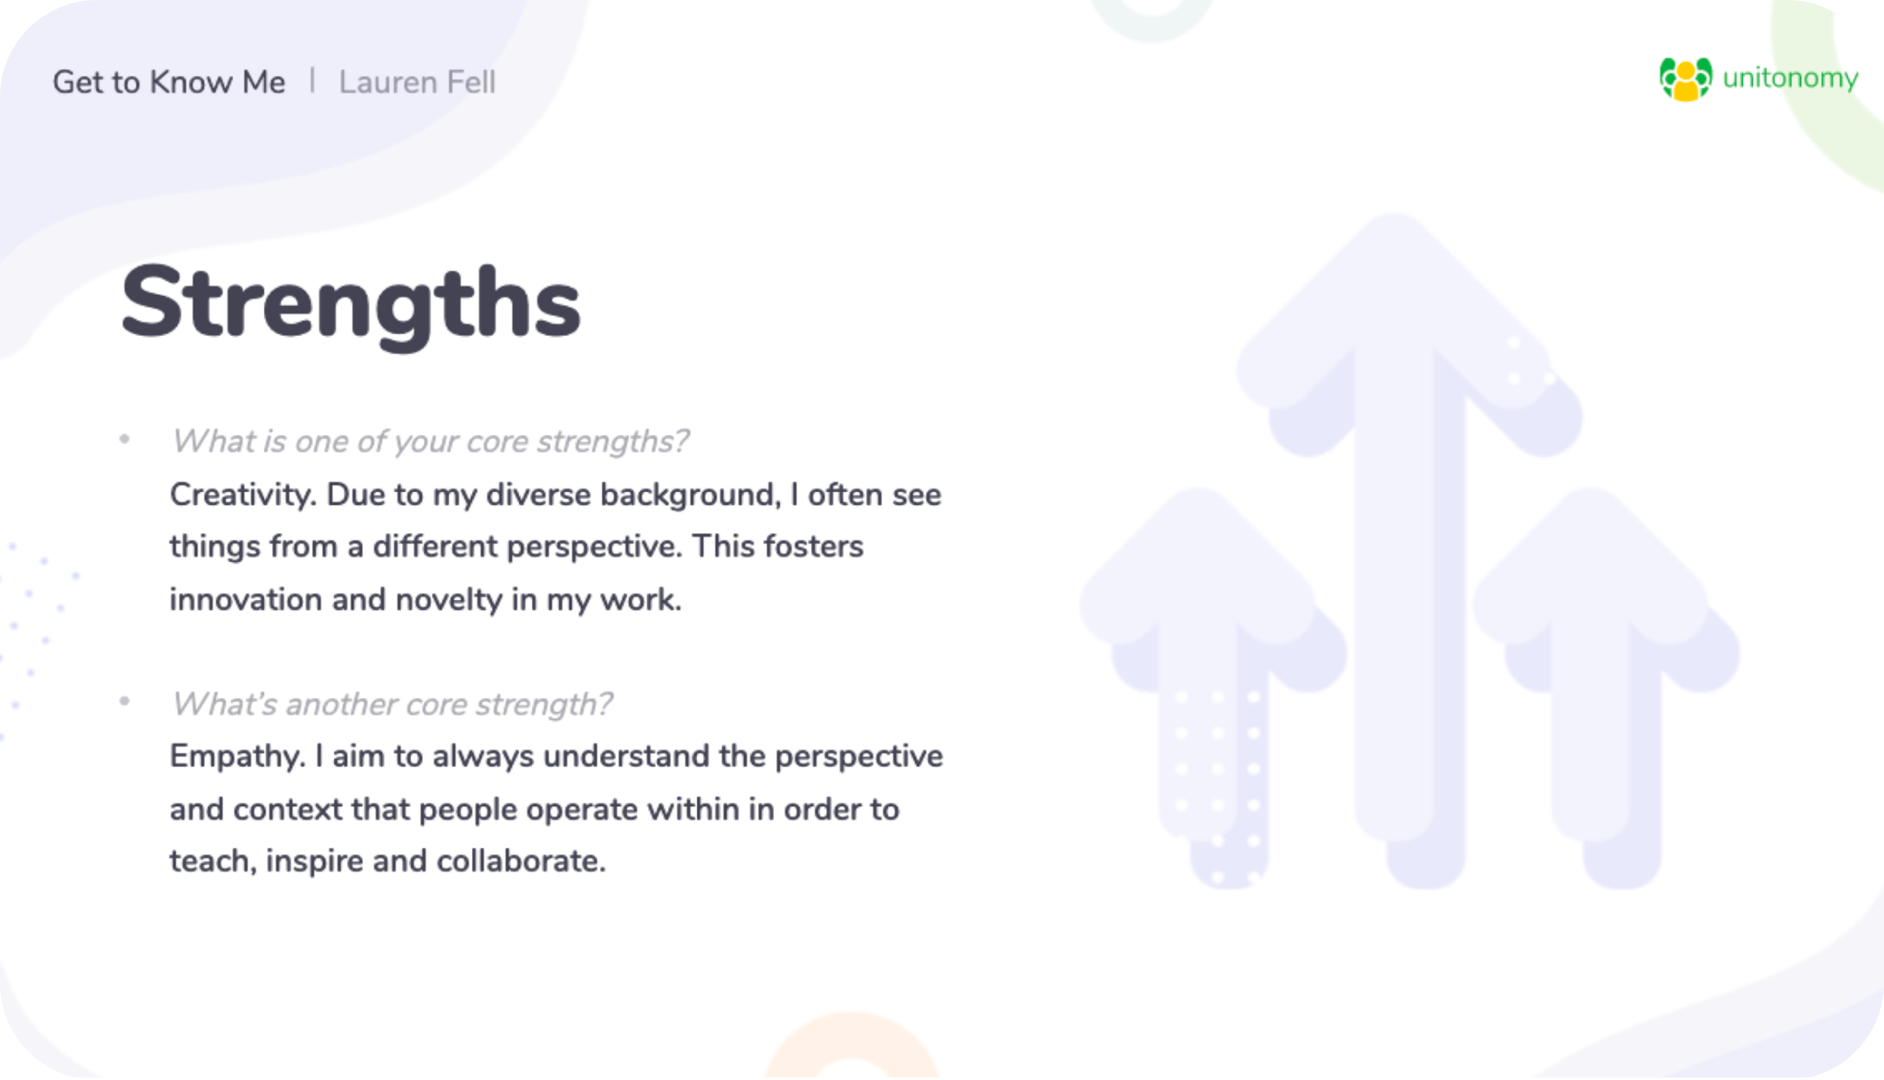 Get to Know Me | Lauren Fell
unitonomy
Strengths
• What is one of your core strengths?
Creativity. Due to my diverse background, I often see
things from a different perspective. This fosters
innovation and novelty in my work.
• What’s another core strength?
Empathy. I aim to always understand the perspective
and context that people operate within in order to
teach, inspire and collaborate.